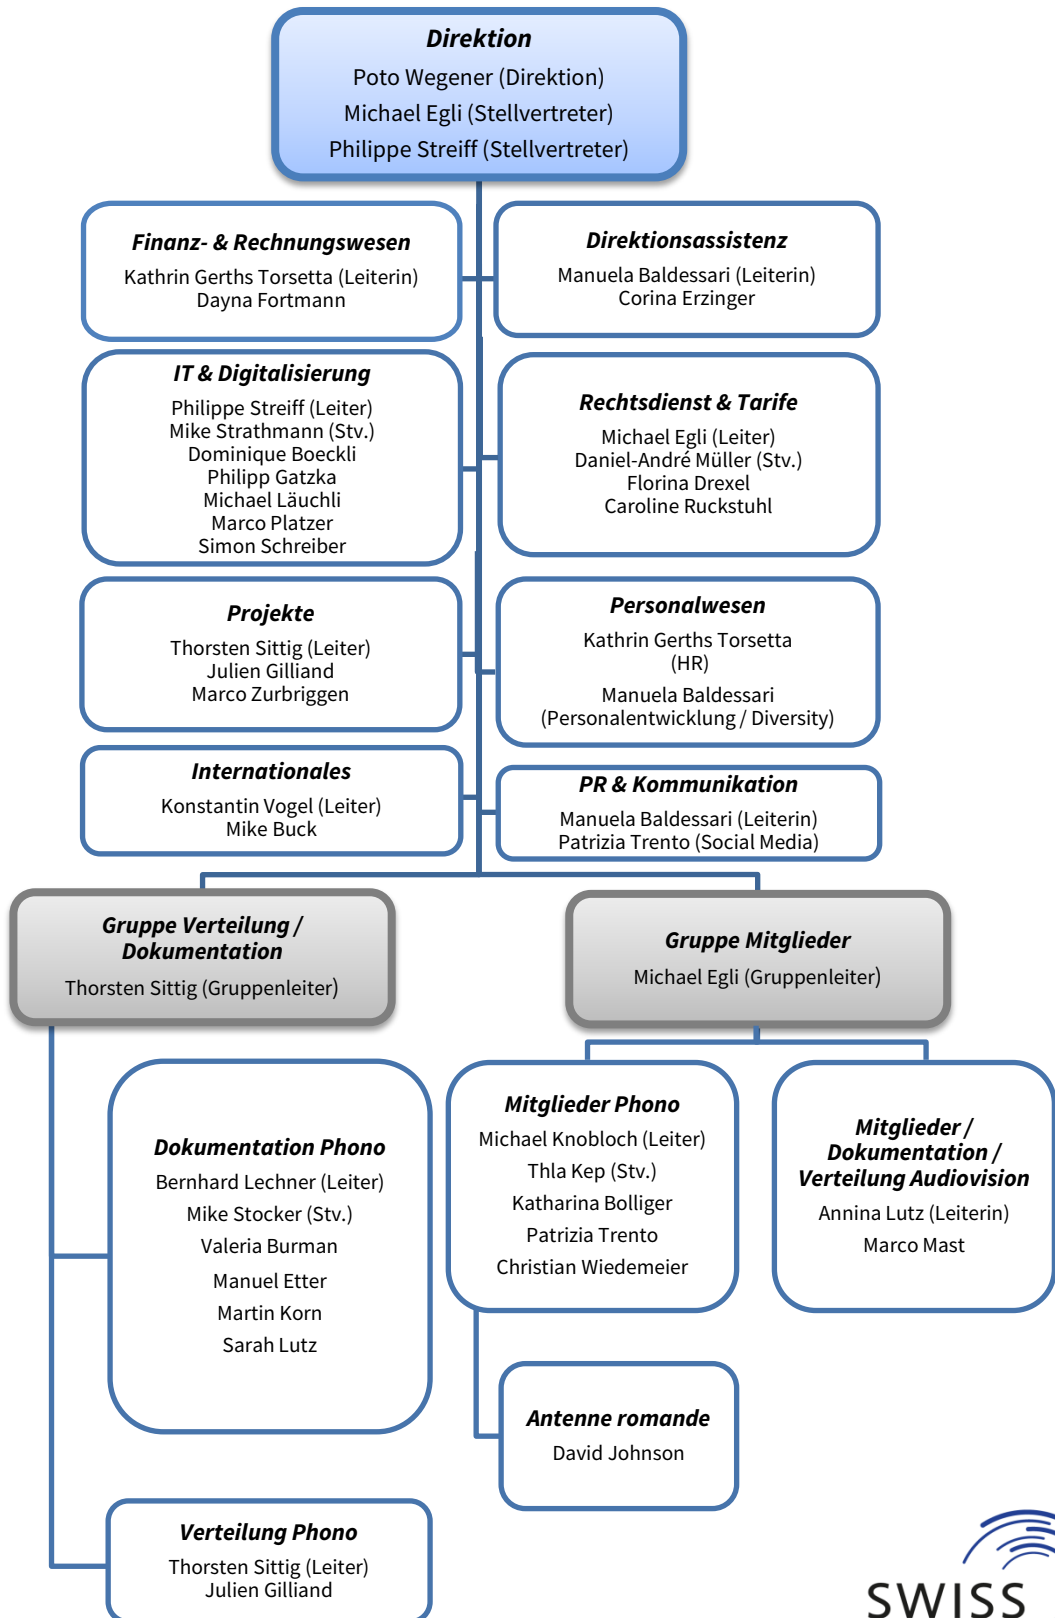 Direktion
Poto Wegener (Direktion)
Michael Egli (Stellvertreter)
Philippe Streiff (Stellvertreter)
Finanz- & Rechnungswesen
Kathrin Gerths Torsetta (Leiterin)
Dayna Fortmann
Direktionsassistenz
Manuela Baldessari (Leiterin)
Corina Erzinger
IT & Digitalisierung
Philippe Streiff (Leiter)
Mike Strathmann (Stv.)
Dominique Boeckli
Philipp Gatzka
Michael Läuchli
Marco Platzer
Simon Schreiber
Rechtsdienst & Tarife
Michael Egli (Leiter)
Daniel-André Müller (Stv.)
Florina Drexel
Caroline Ruckstuhl
Projekte
Thorsten Sittig (Leiter)
Julien Gilliand
Marco Zurbriggen
Personalwesen
Kathrin Gerths Torsetta
(HR)
Manuela Baldessari
(Personalentwicklung / Diversity)
Internationales
Konstantin Vogel (Leiter)
Mike Buck
PR & Kommunikation
Manuela Baldessari (Leiterin)
Patrizia Trento (Social Media)
Gruppe Verteilung /
Dokumentation
Thorsten Sittig (Gruppenleiter)
Gruppe Mitglieder
Michael Egli (Gruppenleiter)
Dokumentation Phono
Bernhard Lechner (Leiter)
Mike Stocker (Stv.)
Valeria Burman
Manuel Etter
Martin Korn
Sarah Lutz
Mitglieder Phono
Michael Knobloch (Leiter)
Thla Kep (Stv.)
Katharina Bolliger
Patrizia Trento
Christian Wiedemeier
Mitglieder /
Dokumentation /
Verteilung Audiovision
Annina Lutz (Leiterin)
Marco Mast
Antenne romande
David Johnson
Verteilung Phono
Thorsten Sittig (Leiter)
Julien Gilliand
SWISS